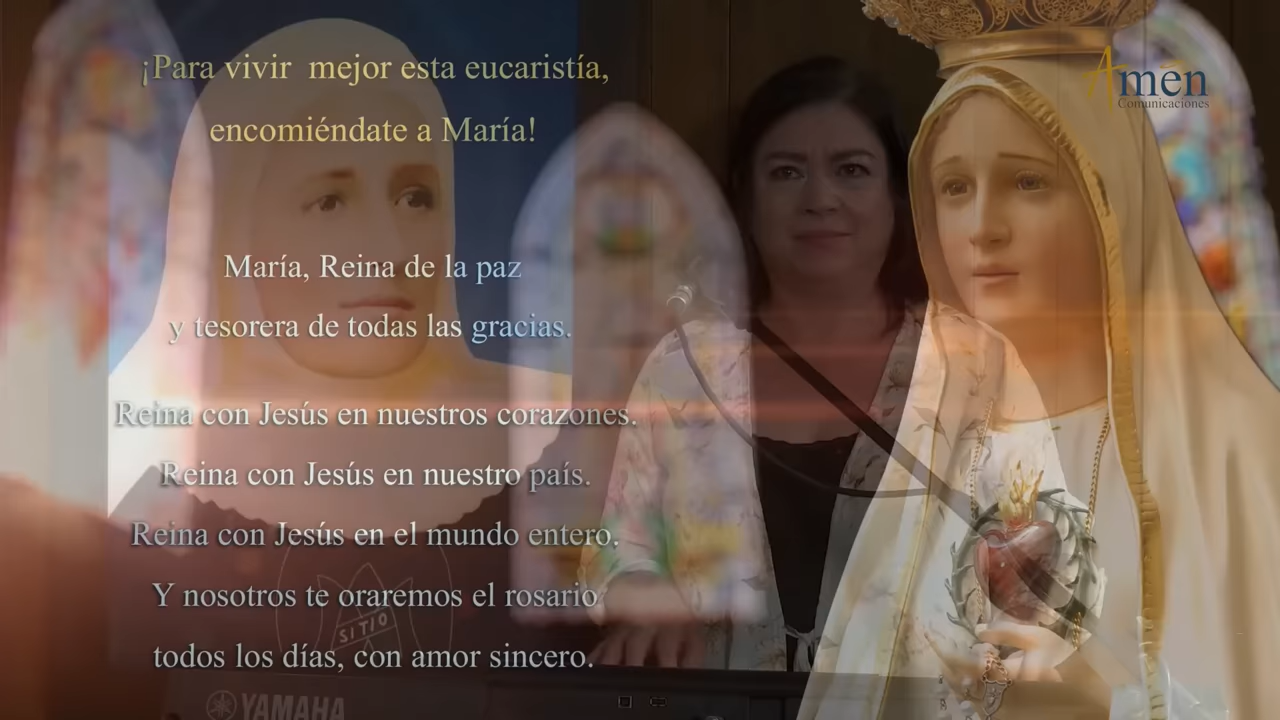 ¡Para vivir  mejor esta eucaristía,
encomiéndate a María!
Amén
Comunicaciones
María, Reina de la paz
y tesorera de todas las gracias.
Reina con Jesús en nuestros corazones.
Reina con Jesús en nuestro país.
Reina con Jesús en el mundo entero.
Y nosotros te oraremos el rosario
todos los días, con amor sincero.
SITIO
YAMAHA